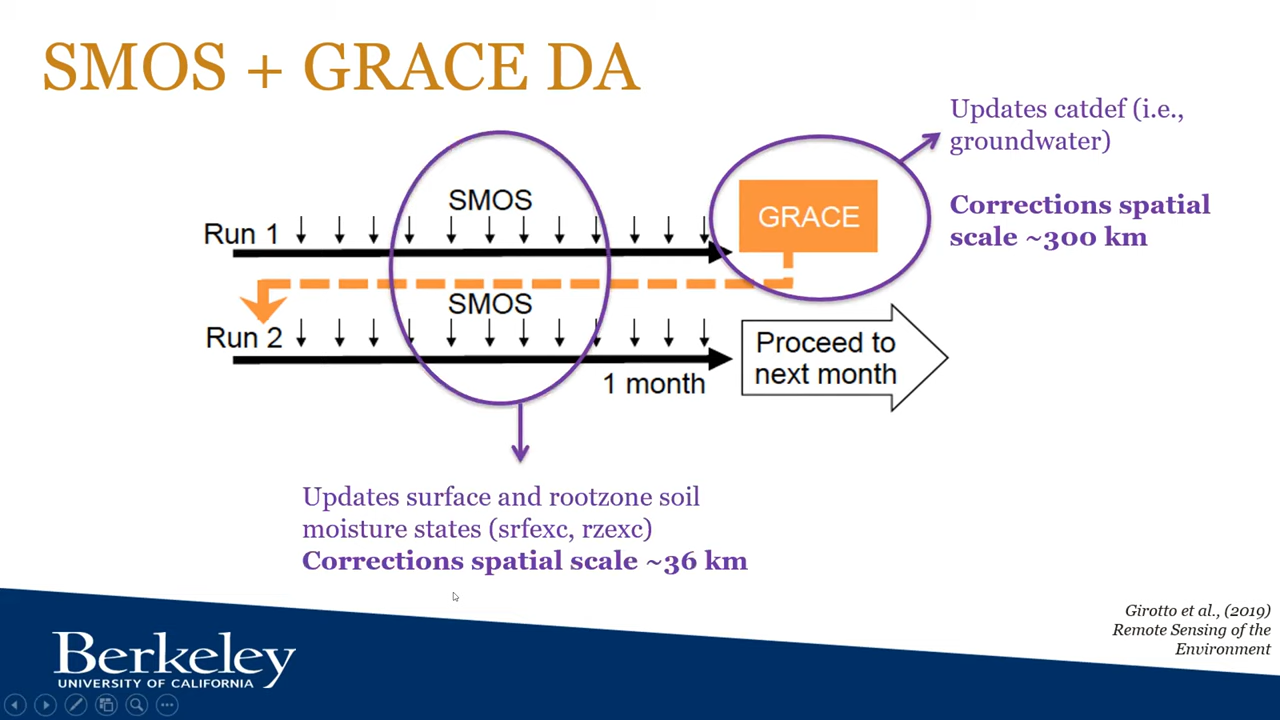 SMOS + GRACE DA
Updates catdef (i.e.,
groundwater)
Corrections spatial
scale ~300 km
SMOS
GRACE
Run 1
SMOS
Run 2
Proceed to
next month
1 month
Updates surface and rootzone soil
moisture states (srfexc, rzexc)
Corrections spatial scale ~36 km
Girotto et al., (2019)
Remote Sensing of the
Environment
Berkeley
UNIVERSITY OF CALIFORNIA